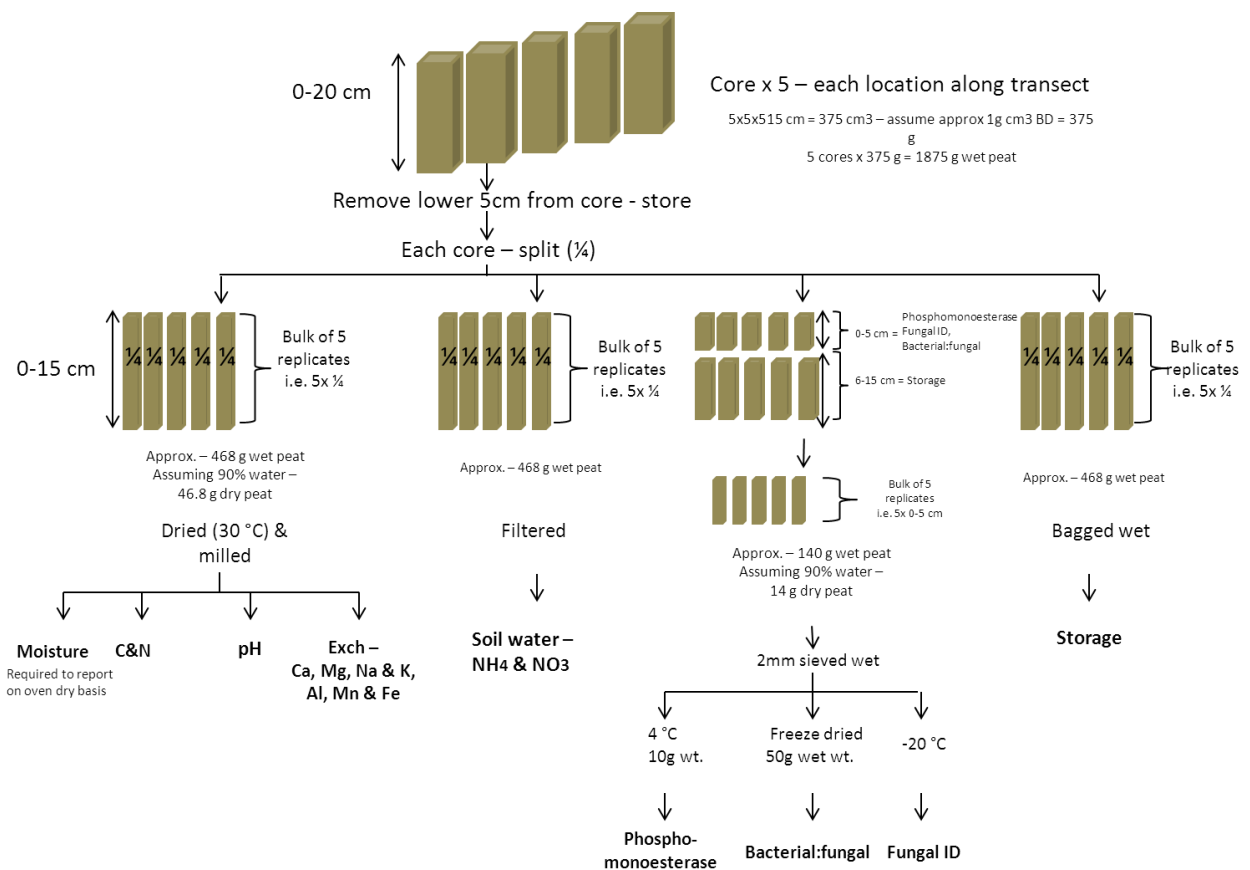 0-20 cm
Core x 5 – each location along transect
5x5x515 cm = 375 cm3 – assume approx 1g cm3 BD = 375
g
5 cores x 375 g = 1875 g wet peat
Remove lower 5cm from core - store
Each core – split (¼)
0-15 cm
¼ ¼ ¼ ¼ ¼
Bulk of 5
replicates
i.e. 5x ¼
Approx. – 468 g wet peat
Assuming 90% water –
46.8 g dry peat
Dried (30 °C) &
milled
Moisture
Required to report
on oven dry basis
C&N
pH
Exch –
Ca, Mg, Na & K,
Al, Mn & Fe
¼ ¼ ¼ ¼ ¼
Bulk of 5
replicates
i.e. 5x ¼
Approx. – 468 g wet peat
Filtered
Soil water –
NH4 & NO3
0-5 cm =
Phosphomonoesterase
Fungal ID,
Bacterial:fungal
6-15 cm = Storage
Bulk of 5
replicates
i.e. 5x 0-5 cm
Approx. – 140 g wet peat
Assuming 90% water –
14 g dry peat
2mm sieved wet
4 °C
10g wt.
Freeze dried
50g wet wt.
-20 °C
Phospho-
monoesterase
Bacterial:fungal
Fungal ID
¼ ¼ ¼ ¼ ¼
Bulk of 5
replicates
i.e. 5x ¼
Approx. – 468 g wet peat
Bagged wet
Storage